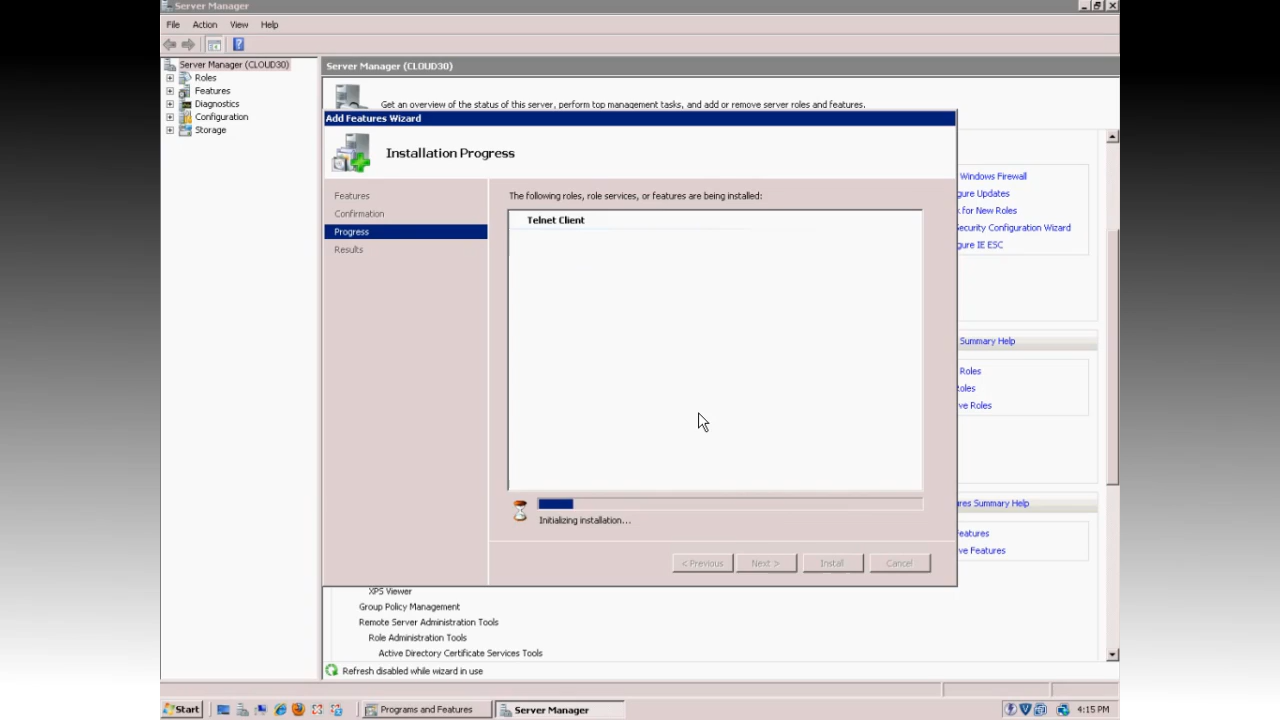 Server Manager
File Action View Help
Server Manager (CLOUD30)
Roles
Features
Diagnostics
Configuration
Storage
Server Manager (CLOUD30)
Get an overview of the status of this server, perform top management tasks, and add or remove server roles and features.
Add Features Wizard
Installation Progress
Features
Confirmation
Progress
Results
The following roles, role services, or features are being installed:
Telnet Client
Initializing installation...
< Previous Next > Install Cancel
Windows Firewall
gure Updates
k for New Roles
Security Configuration Wizard
gure IE ESC
Summary Help
Roles
Roles
ve Roles
res Summary Help
Features
ve Features
XPS Viewer
Group Policy Management
Remote Server Administration Tools
Role Administration Tools
Active Directory Certificate Services Tools
Refresh disabled while wizard in use
Start Programs and Features Server Manager 4:15 PM